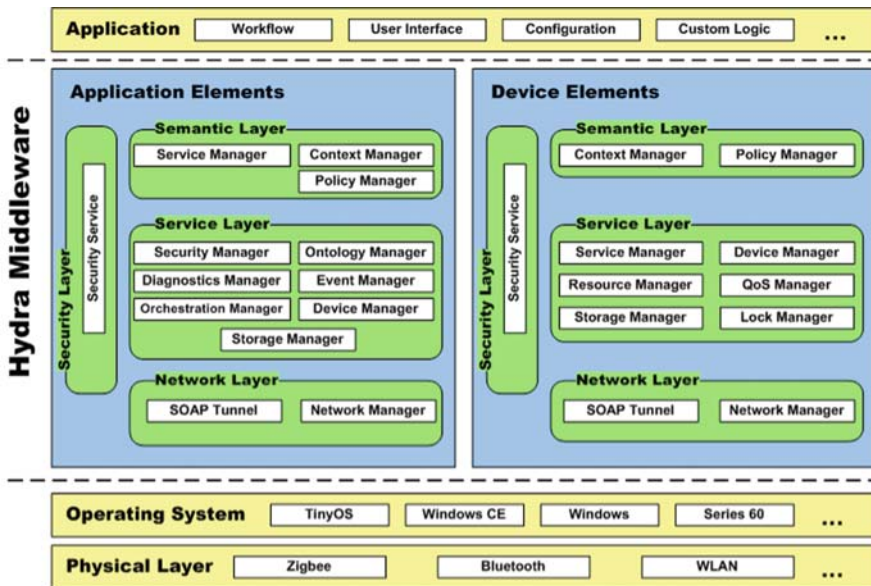 Application Workflow User Interface Configuration Custom Logic ...
Hydra Middleware
Application Elements
Semantic Layer
Service Manager Context Manager
Policy Manager
Service Layer
Security Manager Ontology Manager
Diagnostics Manager Event Manager
Orchestration Manager Device Manager
Storage Manager
Network Layer
SOAP Tunnel Network Manager
Security Layer
Security Service
Device Elements
Semantic Layer
Context Manager Policy Manager
Service Layer
Service Manager Device Manager
Resource Manager QoS Manager
Storage Manager Lock Manager
Network Layer
SOAP Tunnel Network Manager
Security Layer
Security Service
Operating System TinyOS Windows CE Windows Series 60 ...
Physical Layer Zigbee Bluetooth WLAN ...